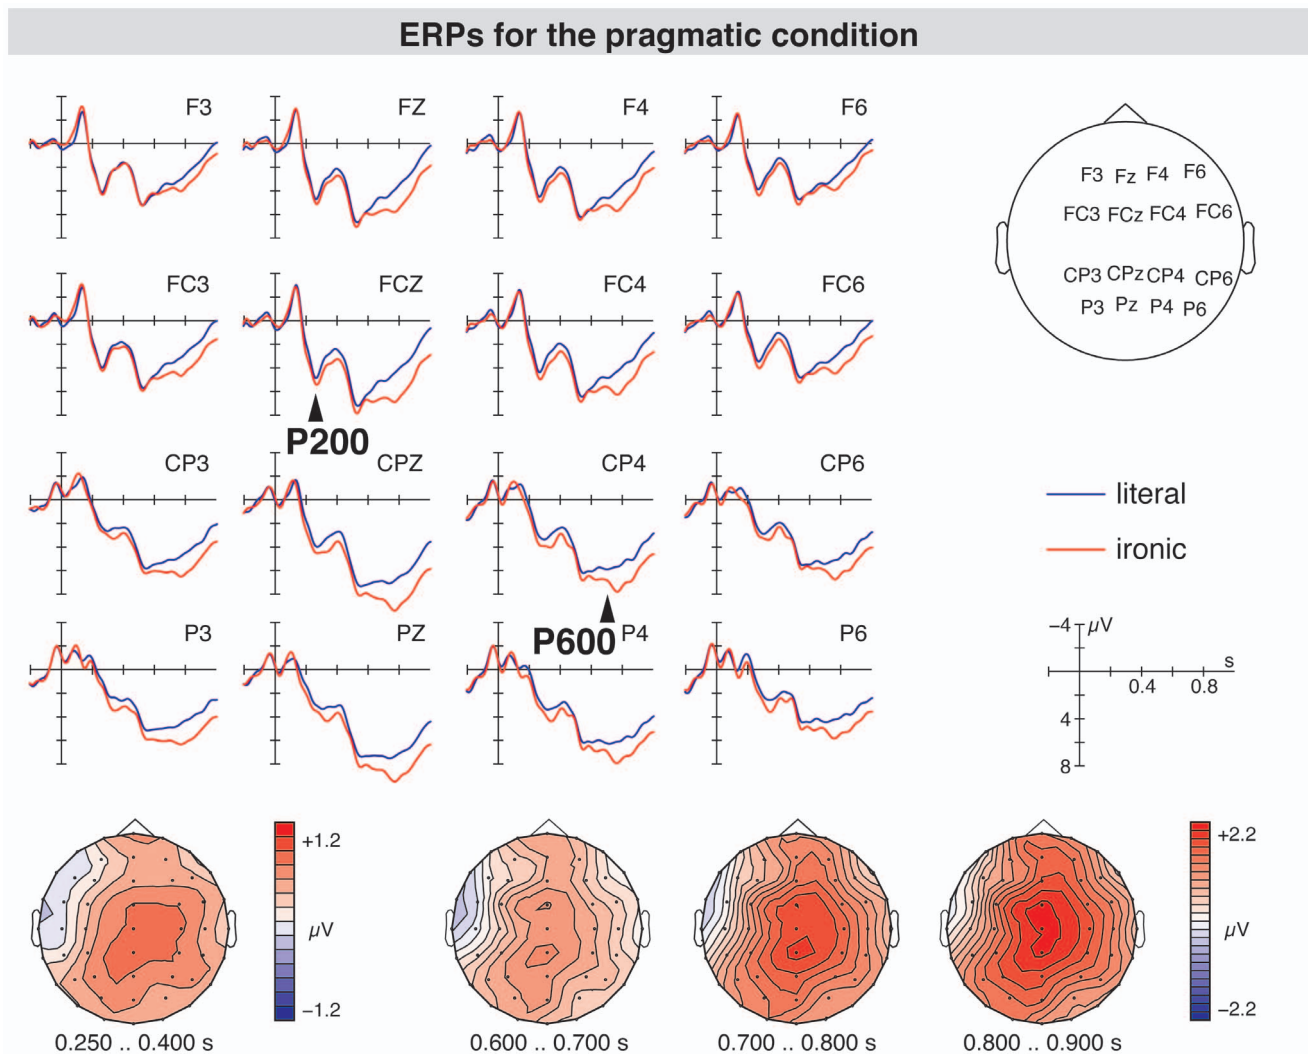 ERPs for the pragmatic condition
F3 FZ F4 F6
F3 Fz F4 F6
FC3 FCz FC4 FC6
CP3 CPz CP4 CP6
P3 Pz P4 P6
FC3 FCZ FC4 FC6
P200
CP3 CPZ CP4 CP6
literal
ironic
P600
P3 PZ P4 P6
−4 µV
s
0.4 0.8
4
8
+1.2
µV
−1.2
+2.2
µV
−2.2
0.250 .. 0.400 s
0.600 .. 0.700 s
0.700 .. 0.800 s
0.800 .. 0.900 s